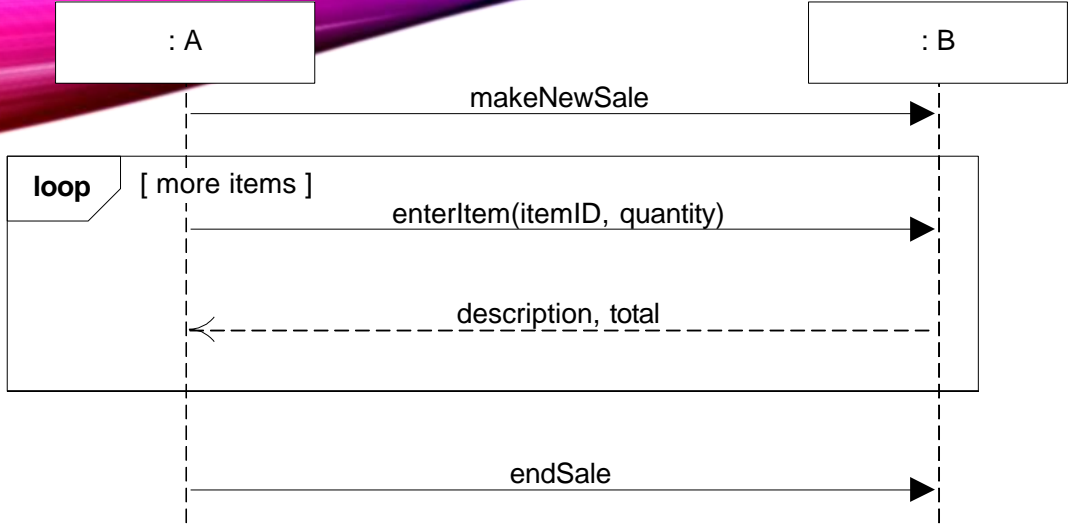 : A
: B
makeNewSale
loop
[ more items ]
enterItem(itemID, quantity)
description, total
endSale